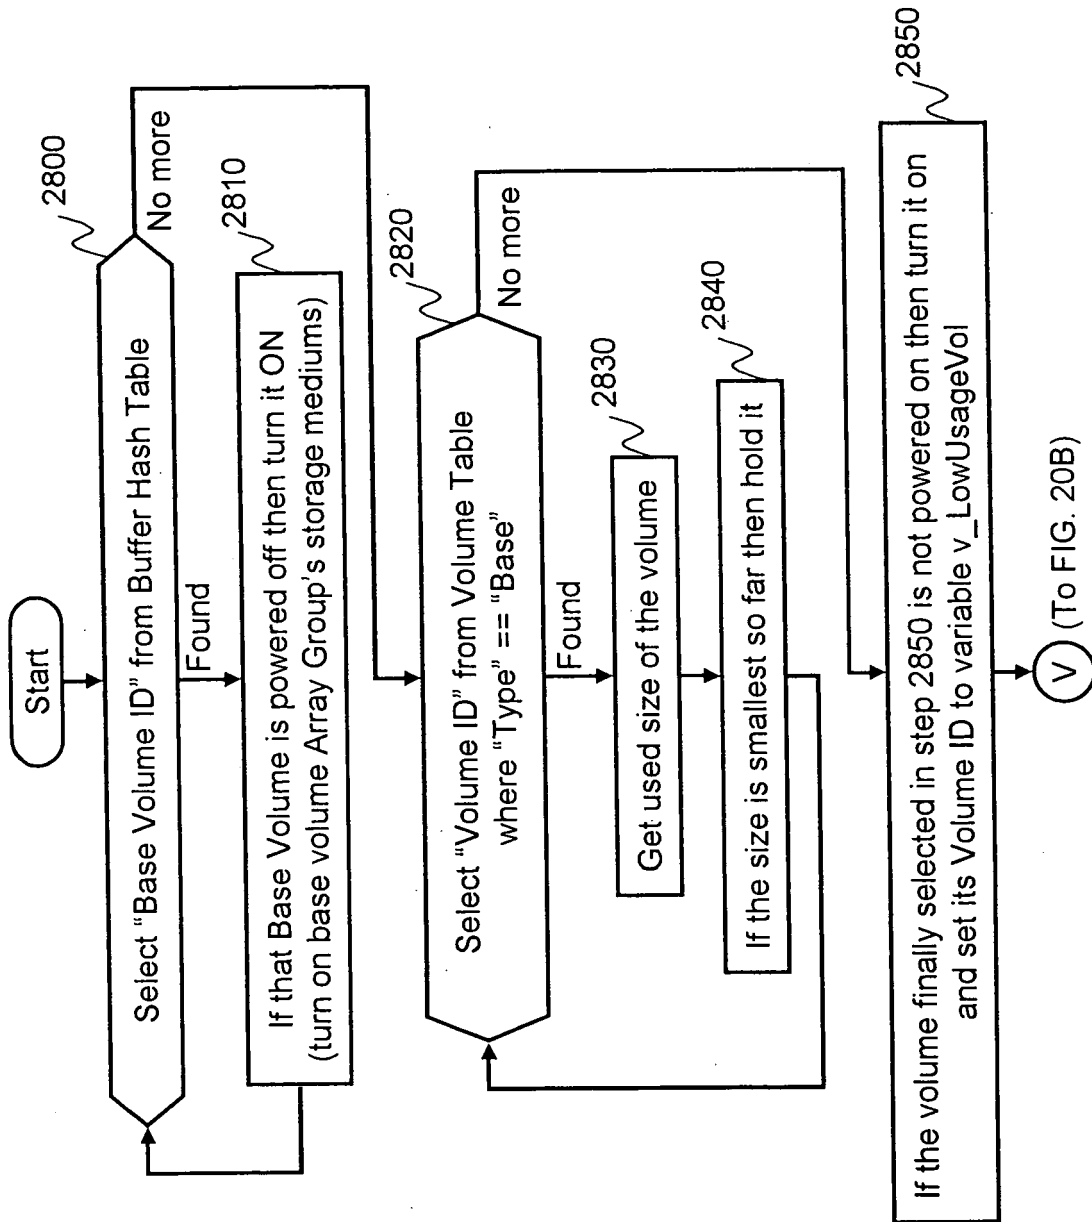 Start
2800
Select “Base Volume ID” from Buffer Hash Table
No more
Found
2810
If that Base Volume is powered off then turn it ON
(turn on base volume Array Group's storage mediums)
2820
Select “Volume ID” from Volume Table
where “Type” == “Base”
No more
Found
2830
Get used size of the volume
2840
If the size is smallest so far then hold it
2850
If the volume finally selected in step 2850 is not powered on then turn it on
and set its Volume ID to variable v_LowUsageVol
V (To FIG. 20B)